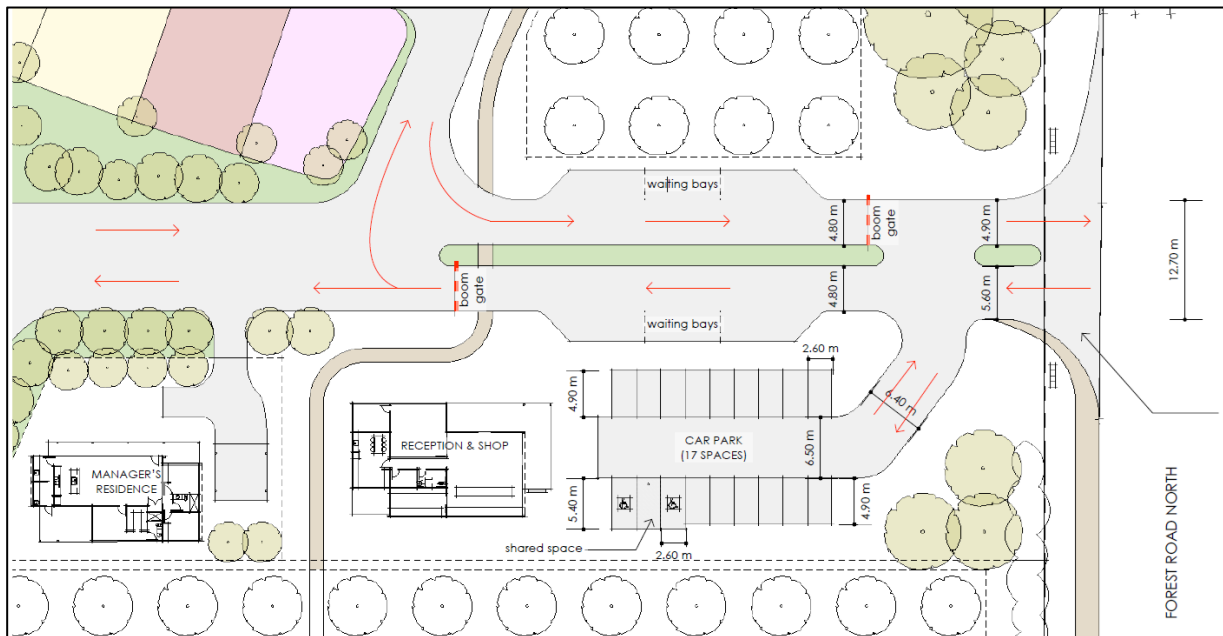 waiting bays
4.80 m
boom
gate
4.90 m
12.70 m
boom
gate
4.80 m
5.60 m
waiting bays
2.60 m
4.90 m
6.40 m
RECEPTION & SHOP
CAR PARK
(17 SPACES)
6.50 m
MANAGER'S
RESIDENCE
5.40 m
4.90 m
shared space
2.60 m
FOREST ROAD NORTH